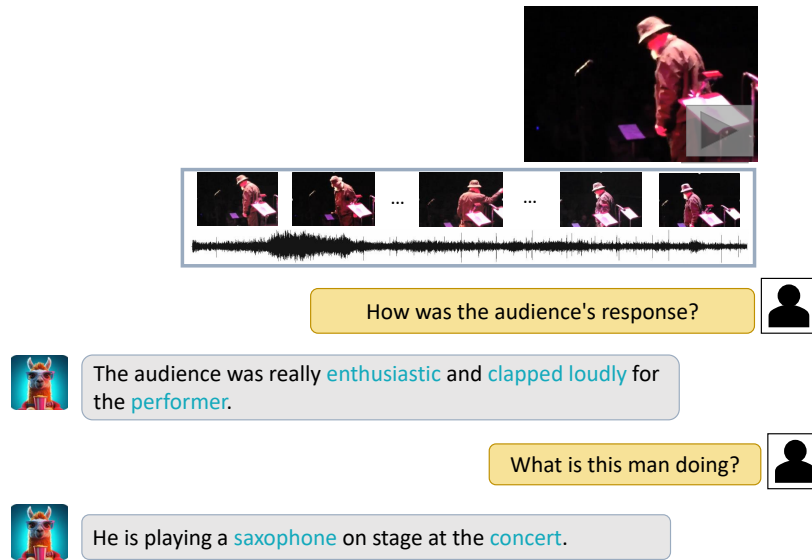 ...
...
How was the audience's response?
The audience was really enthusiastic and clapped loudly for
the performer.
What is this man doing?
He is playing a saxophone on stage at the concert.